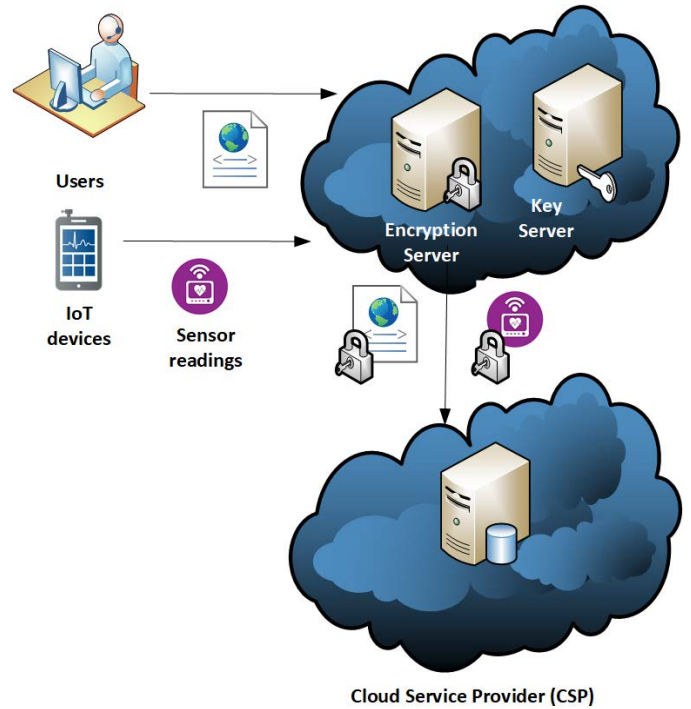 Users
IoT
devices
Sensor
readings
Encryption
Server
Key
Server
Cloud Service Provider (CSP)